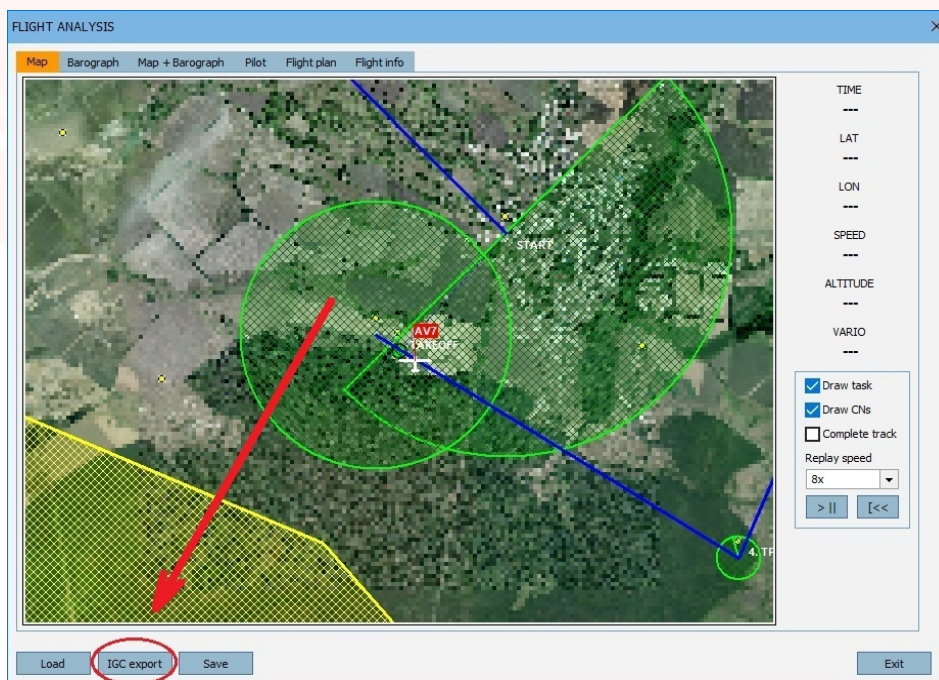 FLIGHT ANALYSIS
Map Barograph Map + Barograph Pilot Flight plan Flight info
TIME
---
LAT
---
LON
---
SPEED
---
ALTITUDE
---
VARIO
---
START
AV7
TAKEOFF
4. TP
Draw task
Draw CNs
Complete track
Replay speed
8x
> || [<<
Load IGC export Save Exit